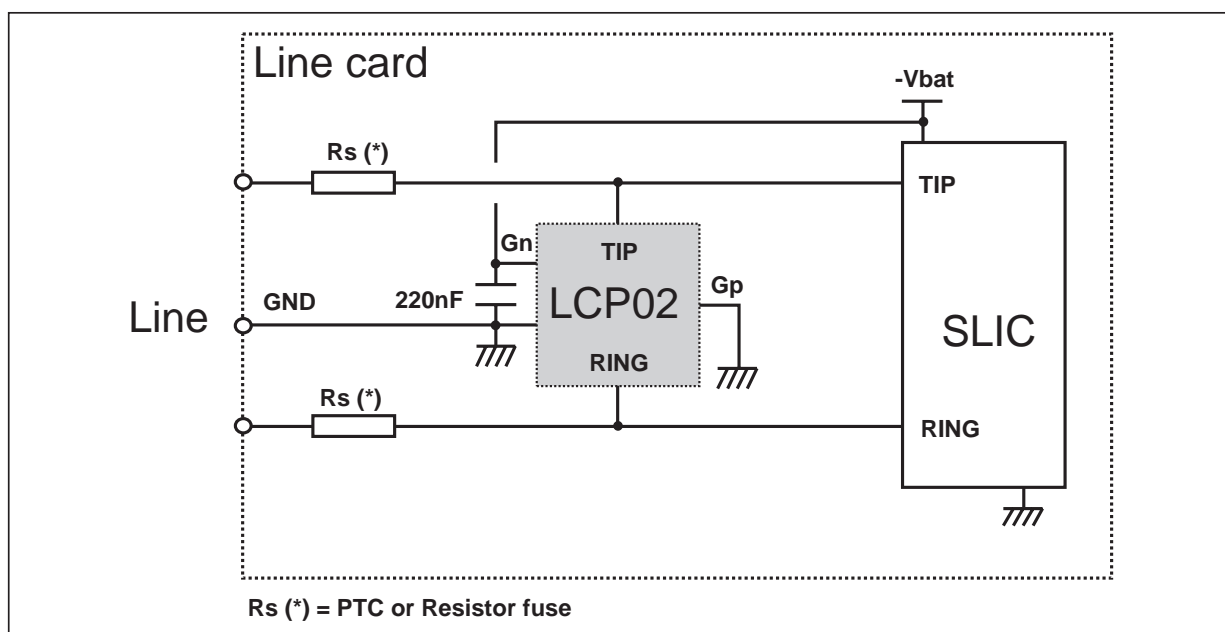 Line card
-Vbat
Rs (*)
TIP
Gn
TIP
Gp
220nF
LCP02
GND
Line
SLIC
RING
Rs (*)
RING
Rs (*) = PTC or Resistor fuse